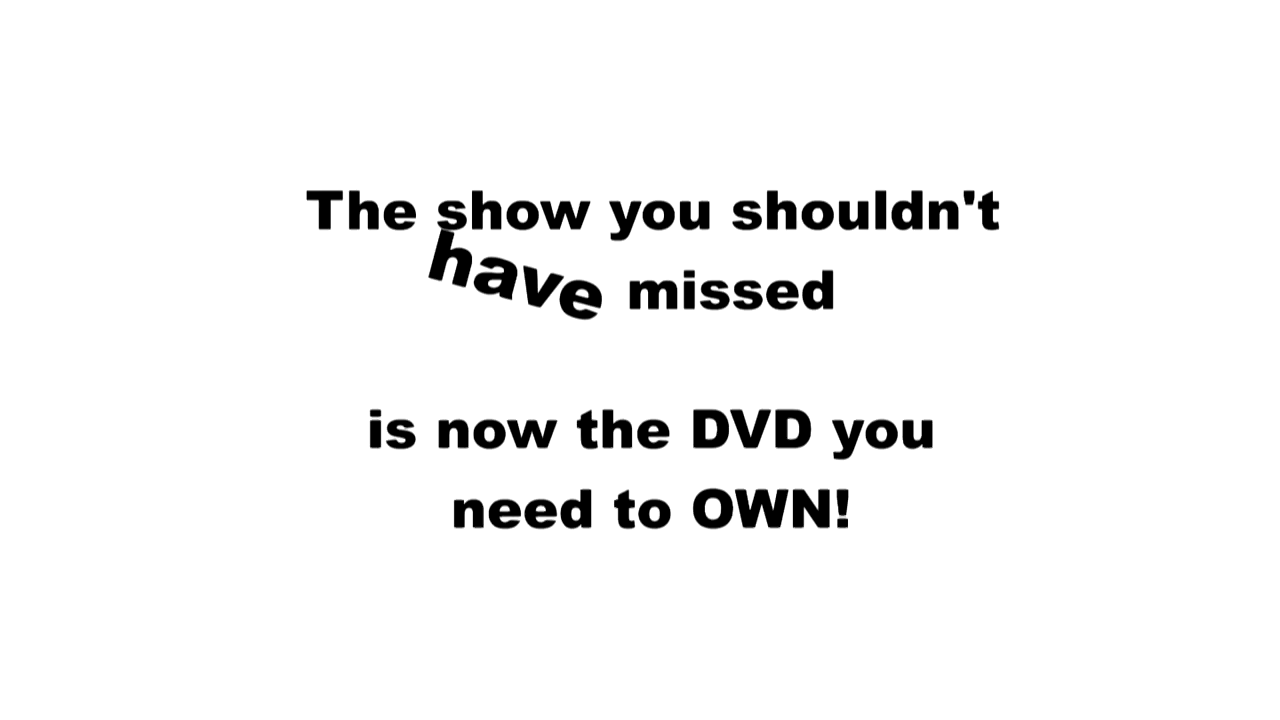 The show you shouldn't
have missed
is now the DVD you
need to OWN!